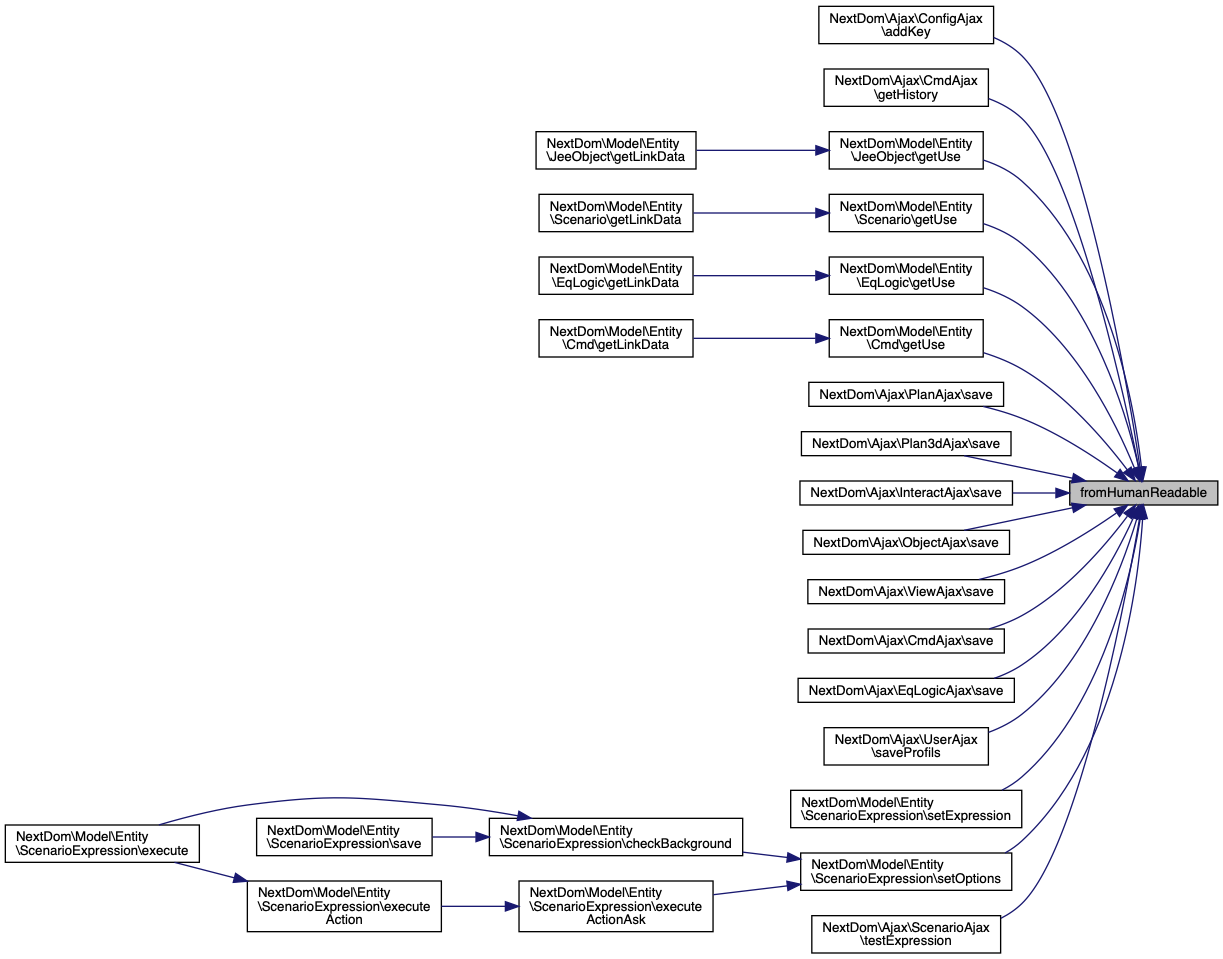 NextDom\Ajax\ConfigAjax
\addKey
NextDom\Ajax\CmdAjax
\getHistory
NextDom\Model\Entity
\JeeObject\getLinkData
NextDom\Model\Entity
\JeeObject\getUse
NextDom\Model\Entity
\Scenario\getLinkData
NextDom\Model\Entity
\Scenario\getUse
NextDom\Model\Entity
\EqLogic\getLinkData
NextDom\Model\Entity
\EqLogic\getUse
NextDom\Model\Entity
\Cmd\getLinkData
NextDom\Model\Entity
\Cmd\getUse
NextDom\Ajax\PlanAjax\save
NextDom\Ajax\Plan3dAjax\save
NextDom\Ajax\InteractAjax\save
fromHumanReadable
NextDom\Ajax\ObjectAjax\save
NextDom\Ajax\ViewAjax\save
NextDom\Ajax\CmdAjax\save
NextDom\Ajax\EqLogicAjax\save
NextDom\Ajax\UserAjax
\saveProfils
NextDom\Model\Entity
\ScenarioExpression\setExpression
NextDom\Model\Entity
\ScenarioExpression\execute
NextDom\Model\Entity
\ScenarioExpression\save
NextDom\Model\Entity
\ScenarioExpression\checkBackground
NextDom\Model\Entity
\ScenarioExpression\setOptions
NextDom\Model\Entity
\ScenarioExpression\execute
Action
NextDom\Model\Entity
\ScenarioExpression\execute
ActionAsk
NextDom\Ajax\ScenarioAjax
\testExpression